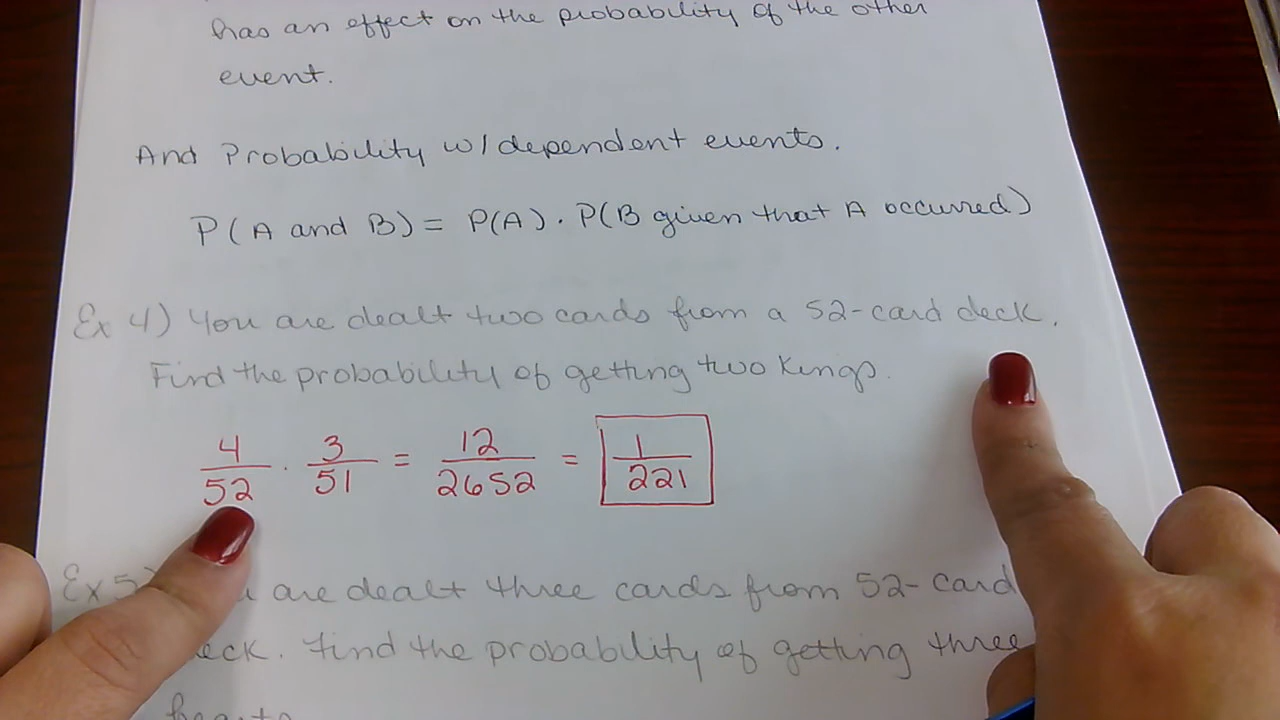 has an effect on the probability of the other
event.
And Probability w/dependent events.
P(A and B) = P(A) · P(B given that A occurred)
Ex 4) You are dealt two cards from a 52-card deck.
Find the probability of getting two Kings.
4/52 · 3/51 = 12/2652 = 1/221
Ex 5) are dealt three cards from 52-card
Find the probability of getting three
hearts